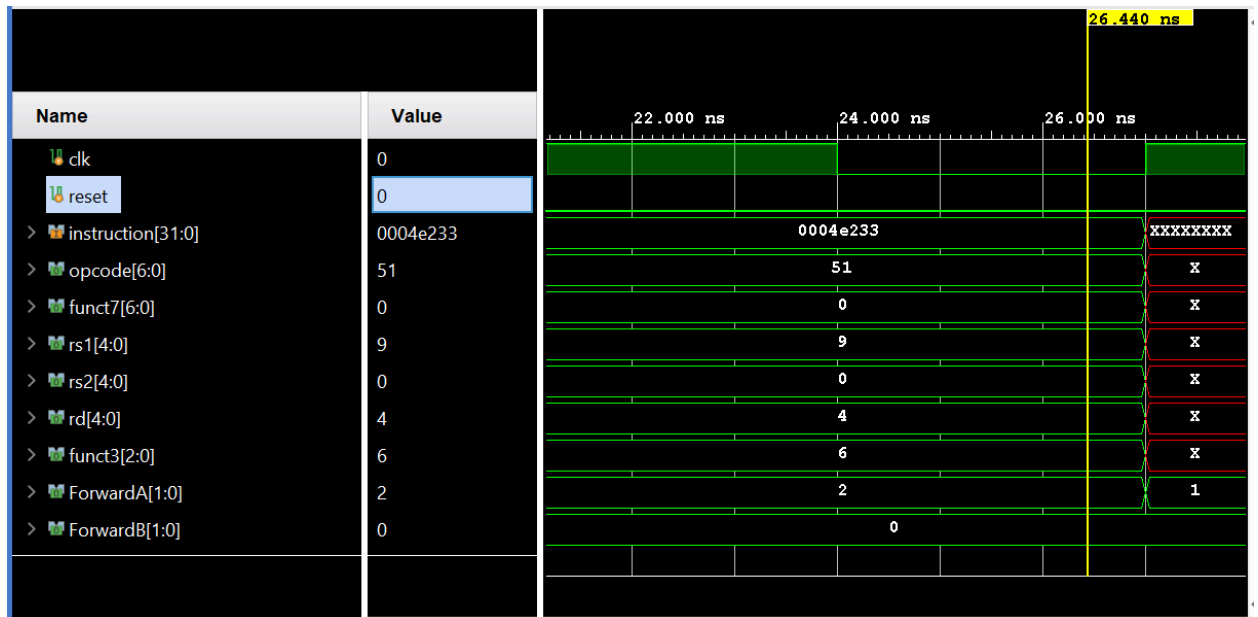 26.440 ns
Name Value
22.000 ns 24.000 ns 26.000 ns
clk 0
reset 0
instruction[31:0] 0004e233 0004e233 XXXXXXXX
opcode[6:0] 51 51 X
funct7[6:0] 0 0 X
rs1[4:0] 9 9 X
rs2[4:0] 0 0 X
rd[4:0] 4 4 X
funct3[2:0] 6 6 X
ForwardA[1:0] 2 2 1
ForwardB[1:0] 0 0